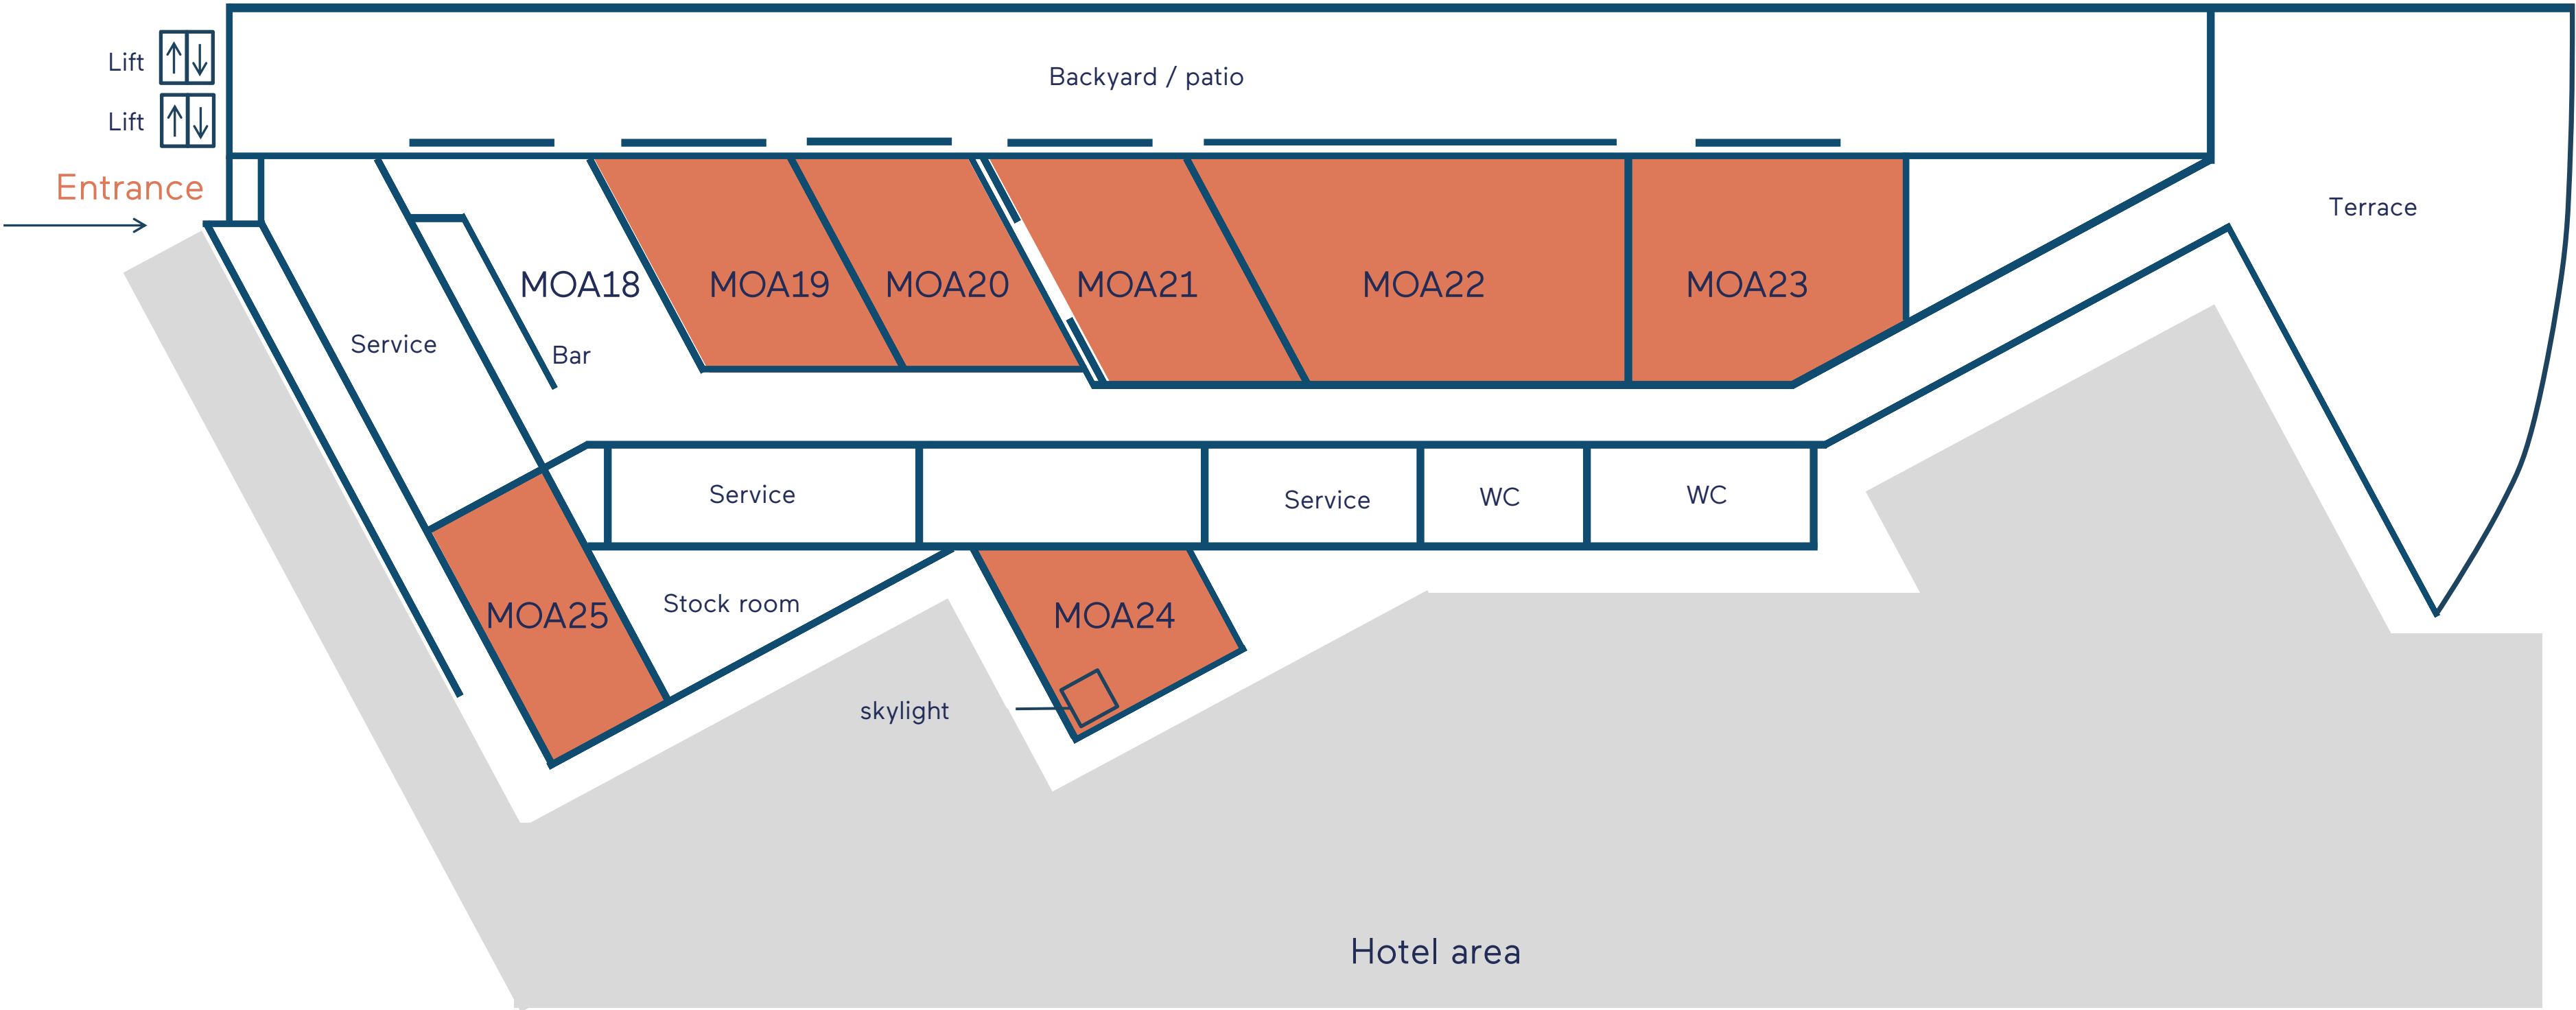 Lift
Backyard / patio
Lift
Entrance
Terrace
MOA18
MOA19
MOA20
MOA21
MOA22
MOA23
Service
Bar
Service
Service
WC
WC
MOA25
Stock room
MOA24
skylight
Hotel area